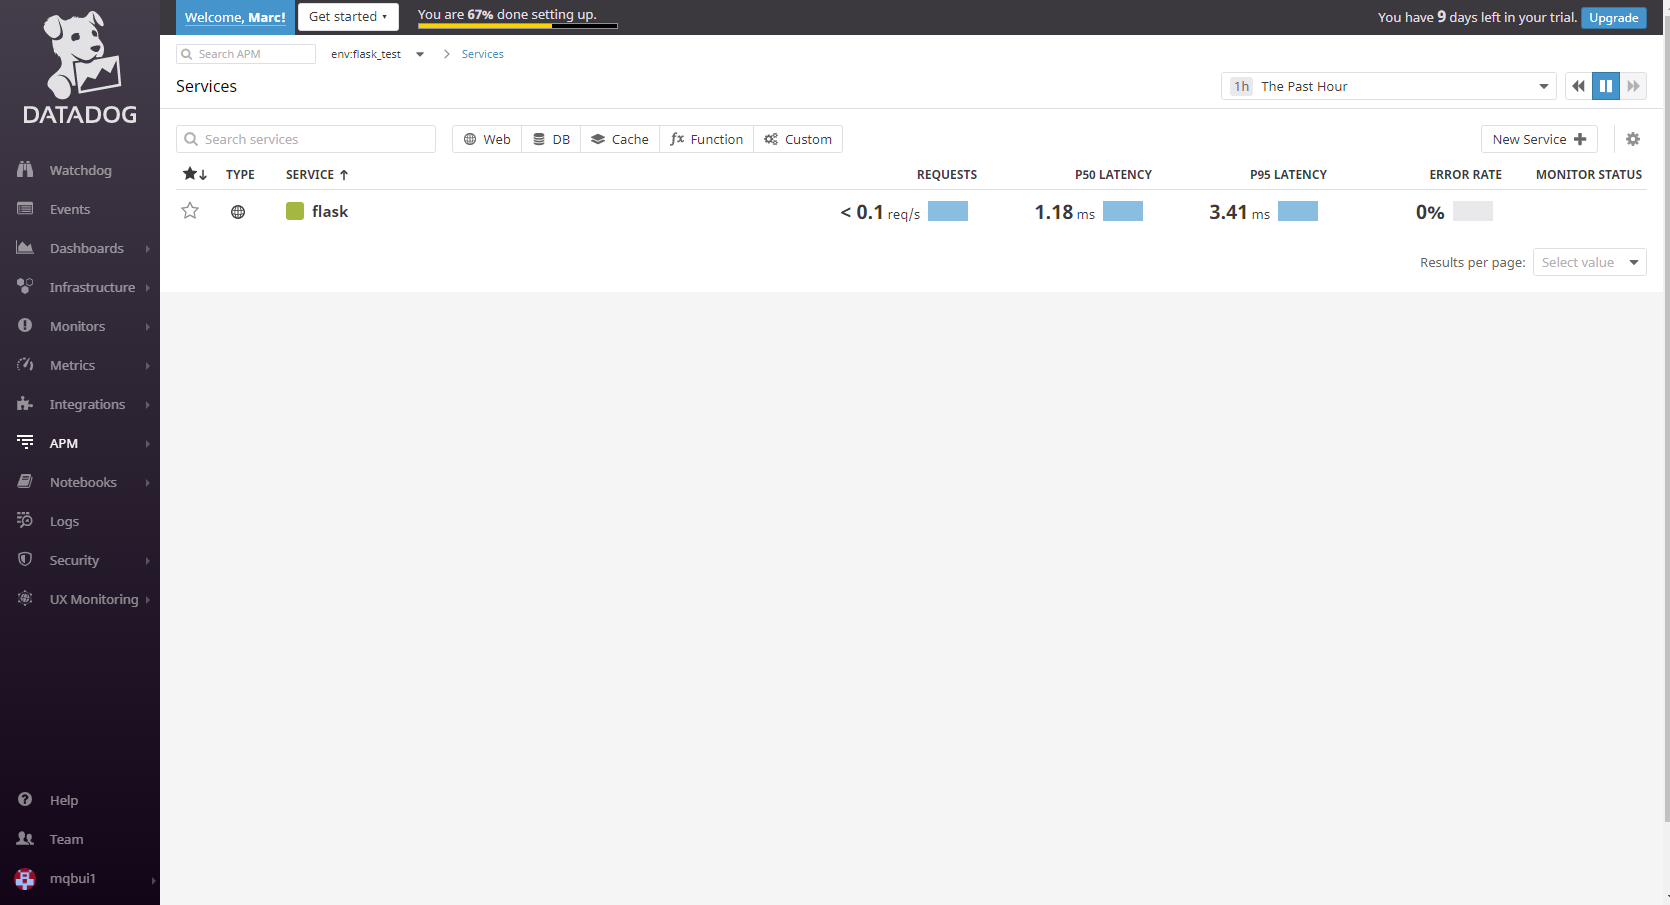 DATADOG
Watchdog
Events
Dashboards
Infrastructure
Monitors
Metrics
Integrations
APM
Notebooks
Logs
Security
UX Monitoring
Help
Team
mqbui1
Welcome, Marc!
Get started
You are 67% done setting up.
You have 9 days left in your trial.
Upgrade
Search APM
env:flask_test
Services
Services
1h The Past Hour
Search services
Web
DB
Cache
Function
Custom
New Service
TYPE SERVICE REQUESTS P50 LATENCY P95 LATENCY ERROR RATE MONITOR STATUS
flask < 0.1 req/s 1.18 ms 3.41 ms 0%
Results per page: Select value